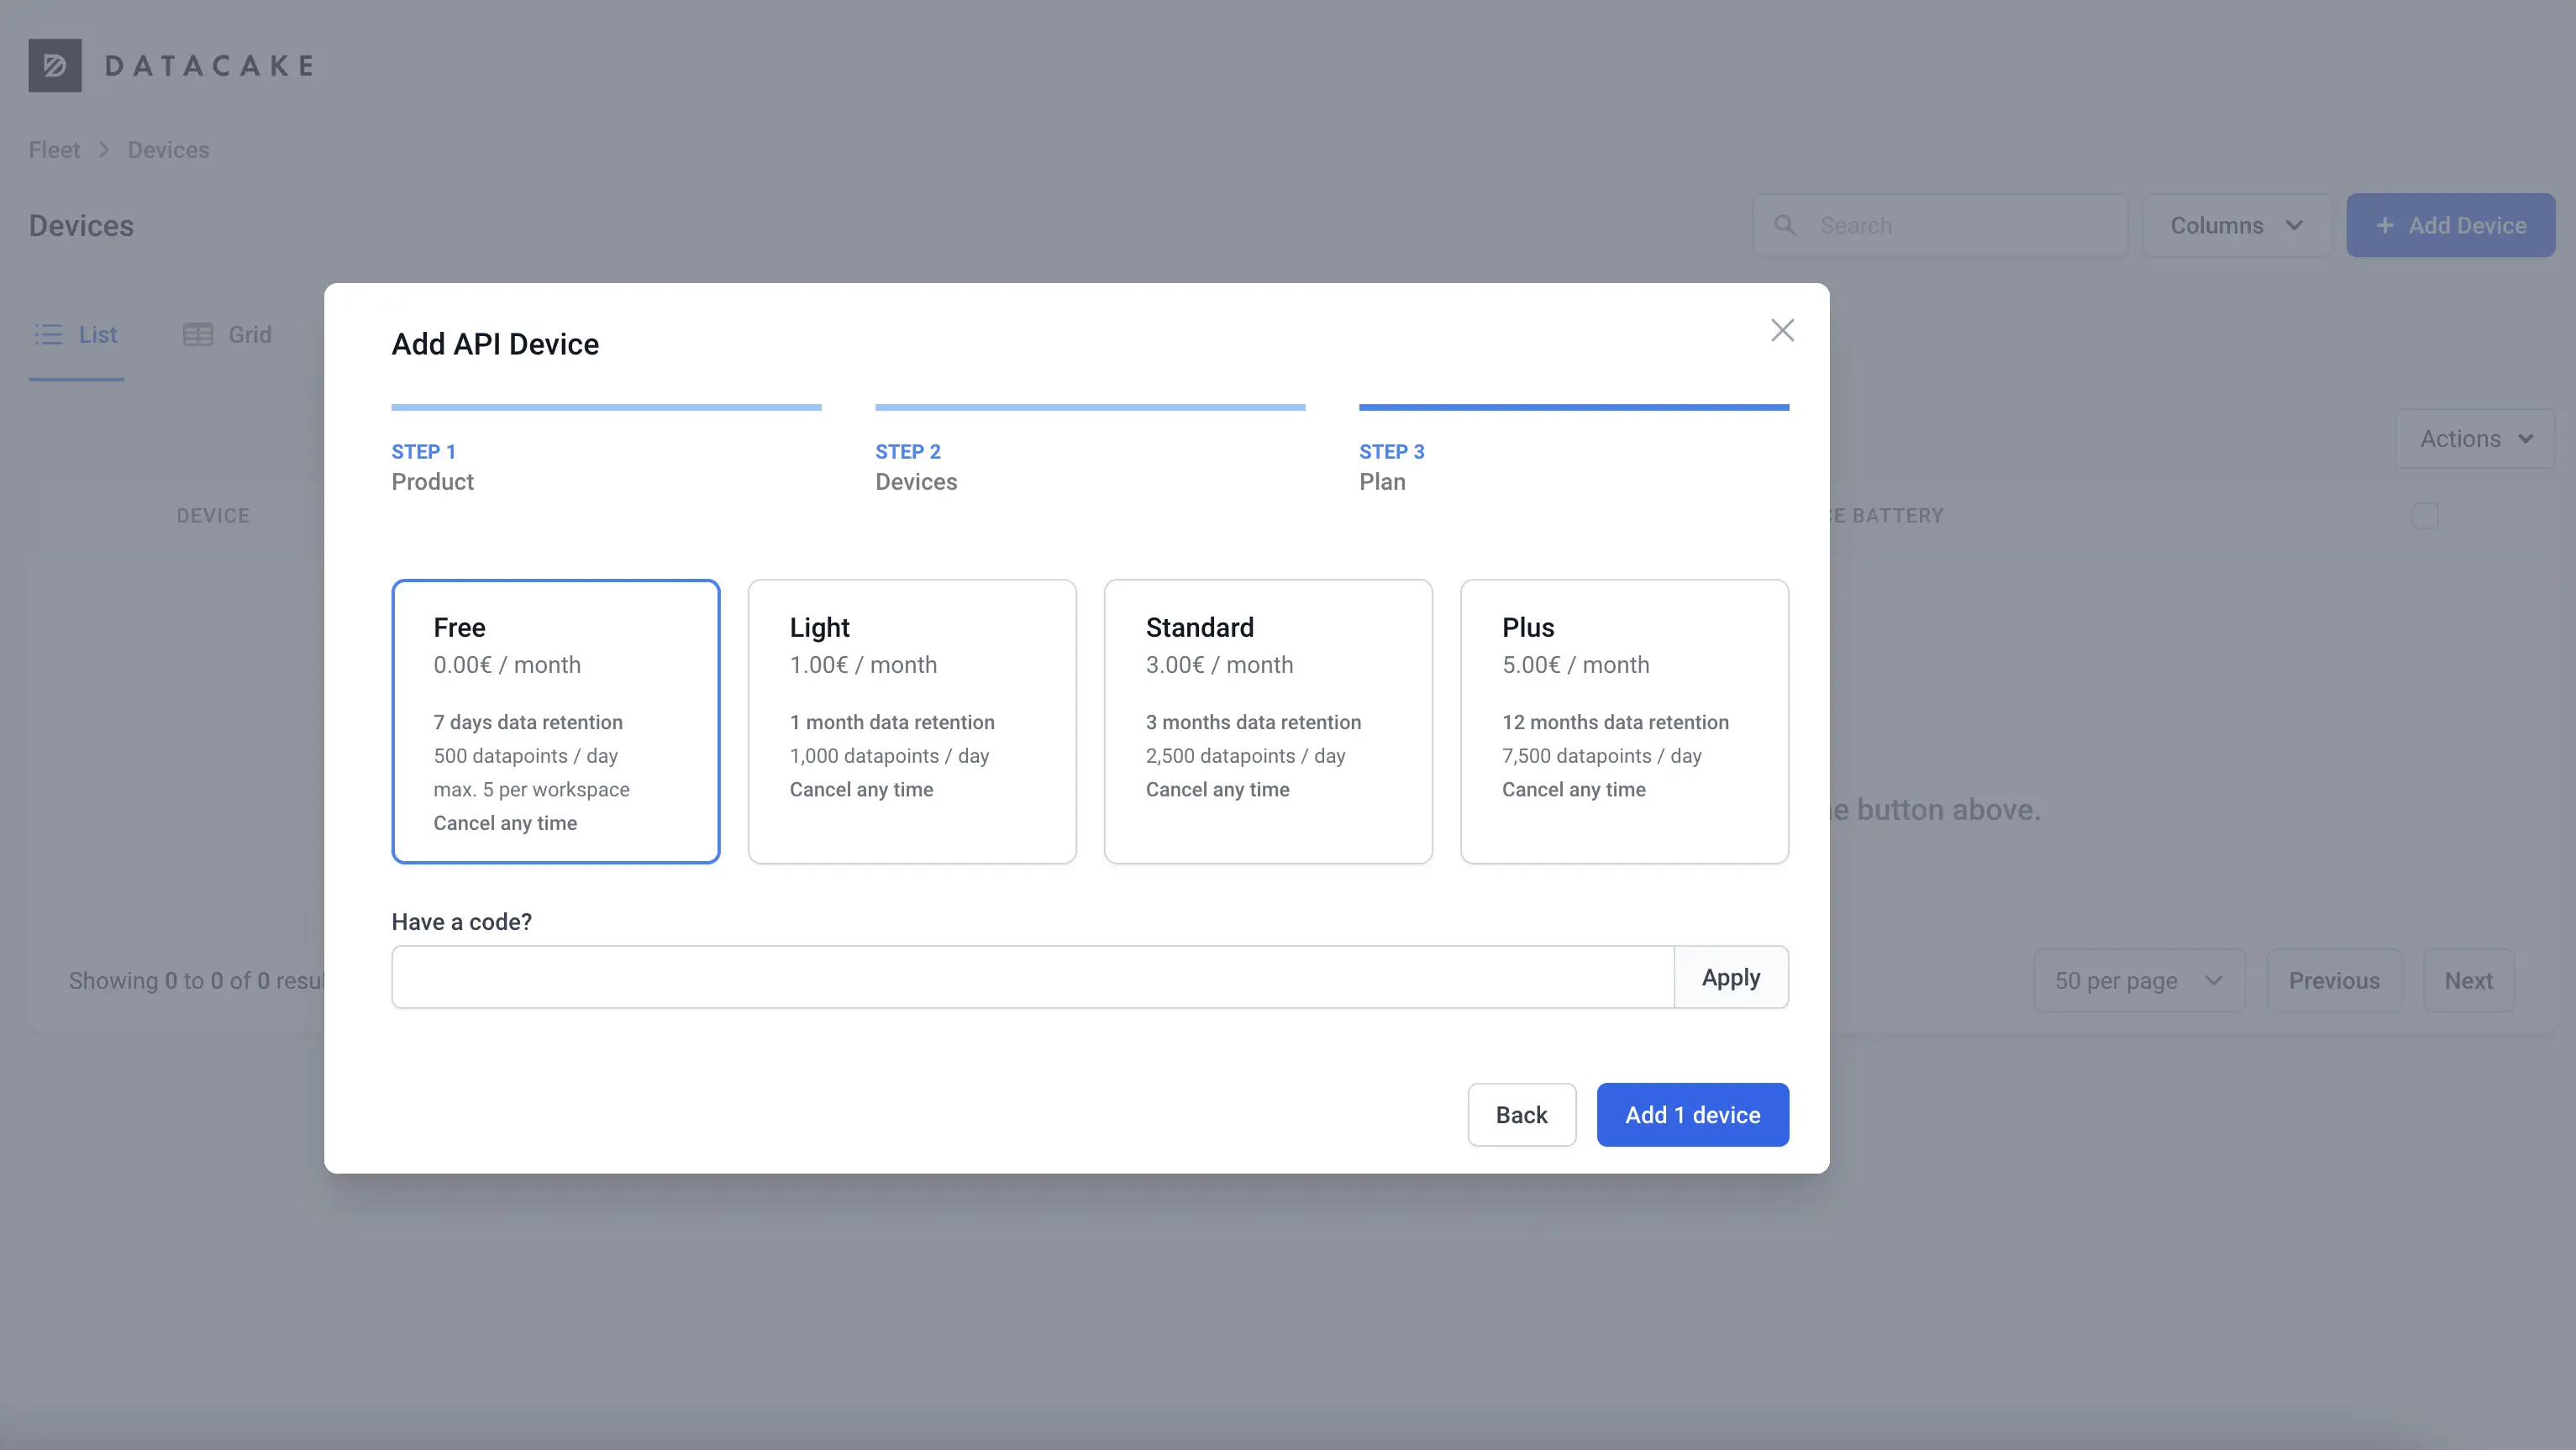 DATACAKE
Fleet > Devices
Devices
Search
Columns
+ Add Device
List
Grid
Add API Device
STEP 1
Product
STEP 2
Devices
STEP 3
Plan
Actions
DEVICE
BATTERY
Free
0.00€ / month
7 days data retention
500 datapoints / day
max. 5 per workspace
Cancel any time
Light
1.00€ / month
1 month data retention
1,000 datapoints / day
Cancel any time
Standard
3.00€ / month
3 months data retention
2,500 datapoints / day
Cancel any time
Plus
5.00€ / month
12 months data retention
7,500 datapoints / day
Cancel any time
button above.
Have a code?
Apply
Showing 0 to 0 of 0
50 per page
Previous
Next
Back
Add 1 device